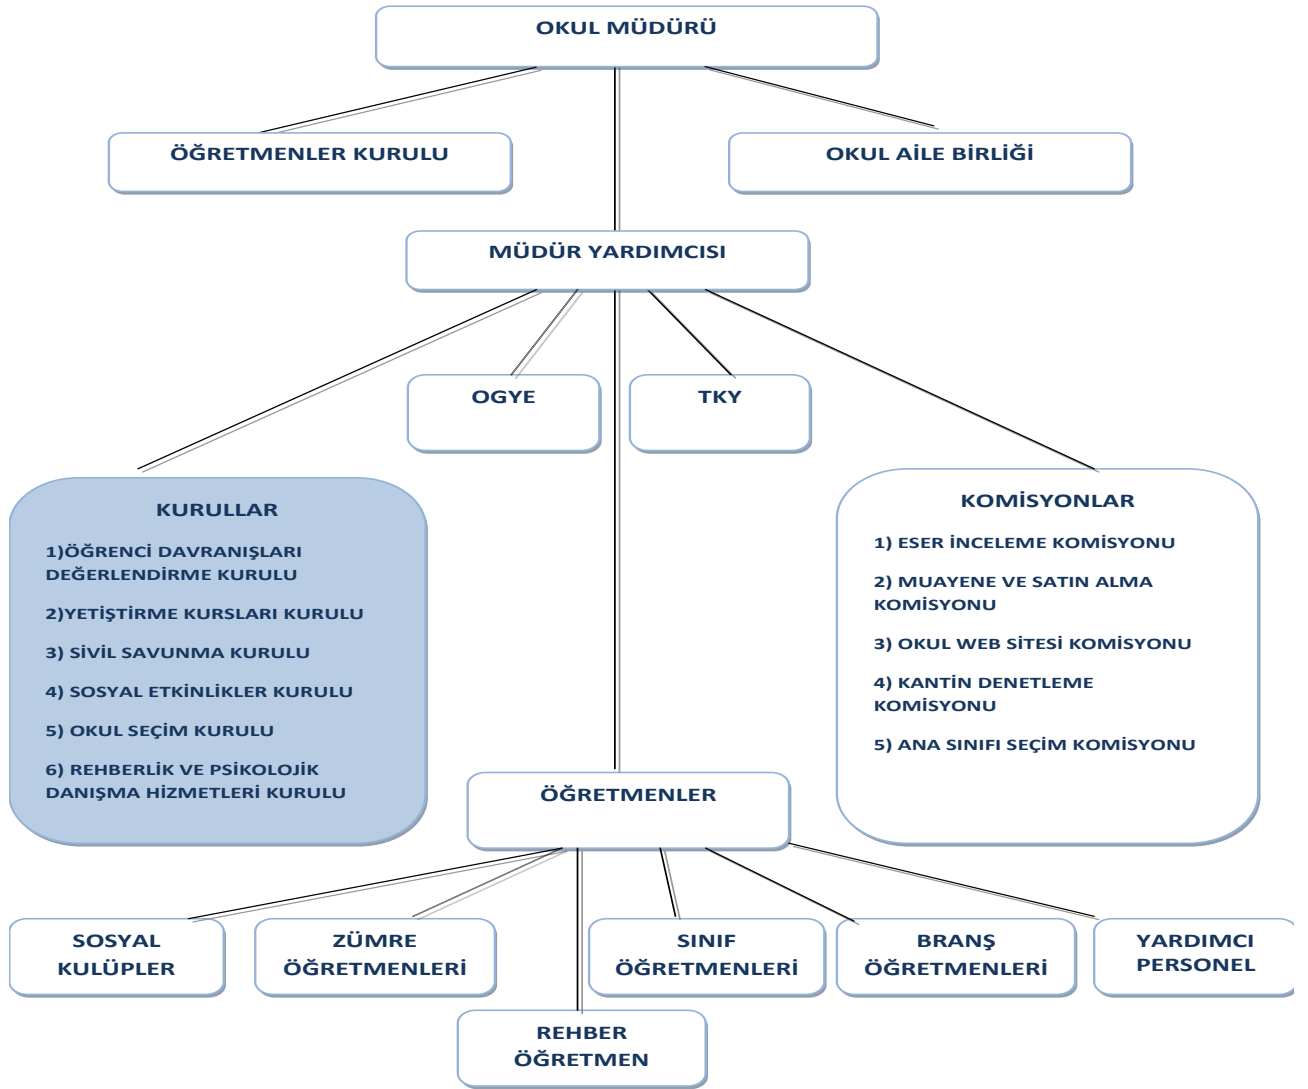 OKUL MÜDÜRÜ
ÖĞRETMENLER KURULU
OKUL AİLE BİRLİĞİ
MÜDÜR YARDIMCISI
OGYE
TKY
KURULLAR
1)ÖĞRENCİ DAVRANIŞLARI
DEĞERLENDİRME KURULU
2)YETİŞTİRME KURSLARI KURULU
3) SİVİL SAVUNMA KURULU
4) SOSYAL ETKİNLİKLER KURULU
5) OKUL SEÇİM KURULU
6) REHBERLİK VE PSİKOLOJİK
DANIŞMA HİZMETLERİ KURULU
KOMİSYONLAR
1) ESER İNCELEME KOMİSYONU
2) MUAYENE VE SATIN ALMA
KOMİSYONU
3) OKUL WEB SİTESİ KOMİSYONU
4) KANTİN DENETLEME
KOMİSYONU
5) ANA SINIFI SEÇİM KOMİSYONU
ÖĞRETMENLER
SOSYAL
KULÜPLER
ZÜMRE
ÖĞRETMENLERİ
SINIF
ÖĞRETMENLERİ
BRANŞ
ÖĞRETMENLERİ
YARDIMCI
PERSONEL
REHBER
ÖĞRETMEN